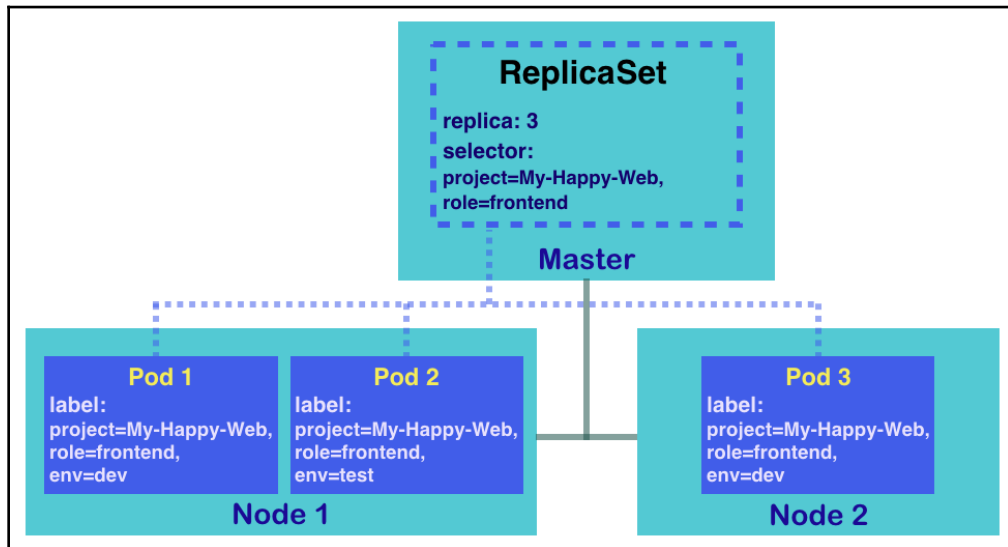 ReplicaSet
replica: 3
selector:
project=My-Happy-Web,
role=frontend
Master
Pod 1
label:
project=My-Happy-Web,
role=frontend,
env=dev
Pod 2
label:
project=My-Happy-Web,
role=frontend,
env=test
Node 1
Pod 3
label:
project=My-Happy-Web,
role=frontend,
env=dev
Node 2